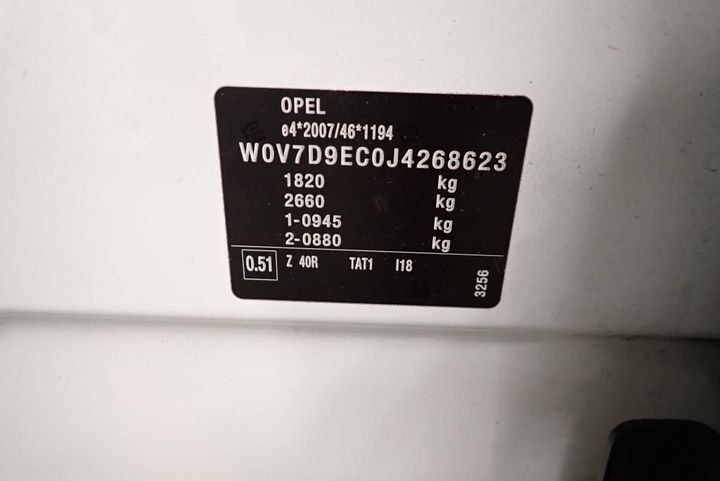 OPEL
e4*2007/46*1194
W0V7D9EC0J4268623
1820 kg
2660 kg
1-0945 kg
2-0880 kg
0.51 Z 40R TAT1 I18
3256